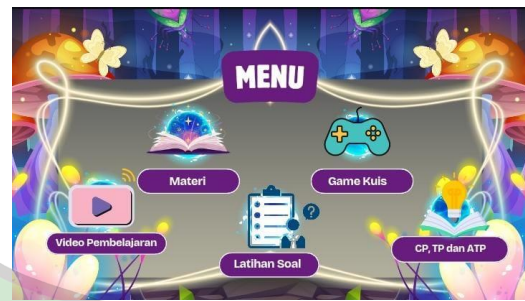 MENU
Materi
Game Kuis
Video Pembelajaran
Latihan Soal
CP, TP dan ATP